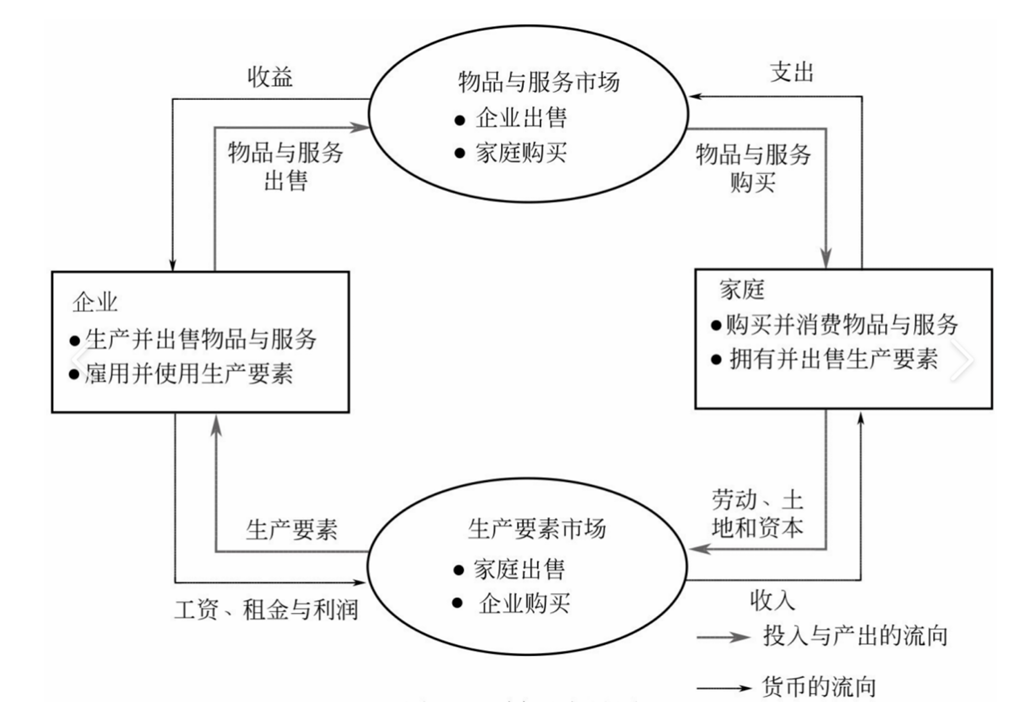 收益
物品与服务市场
● 企业出售
● 家庭购买
支出
物品与服务
出售
物品与服务
购买
企业
●生产并出售物品与服务
●雇用并使用生产要素
家庭
●购买并消费物品与服务
● 拥有并出售生产要素
生产要素
生产要素市场
● 家庭出售
● 企业购买
劳动、土
地和资本
工资、租金与利润
收入
投入与产出的流向
货币的流向